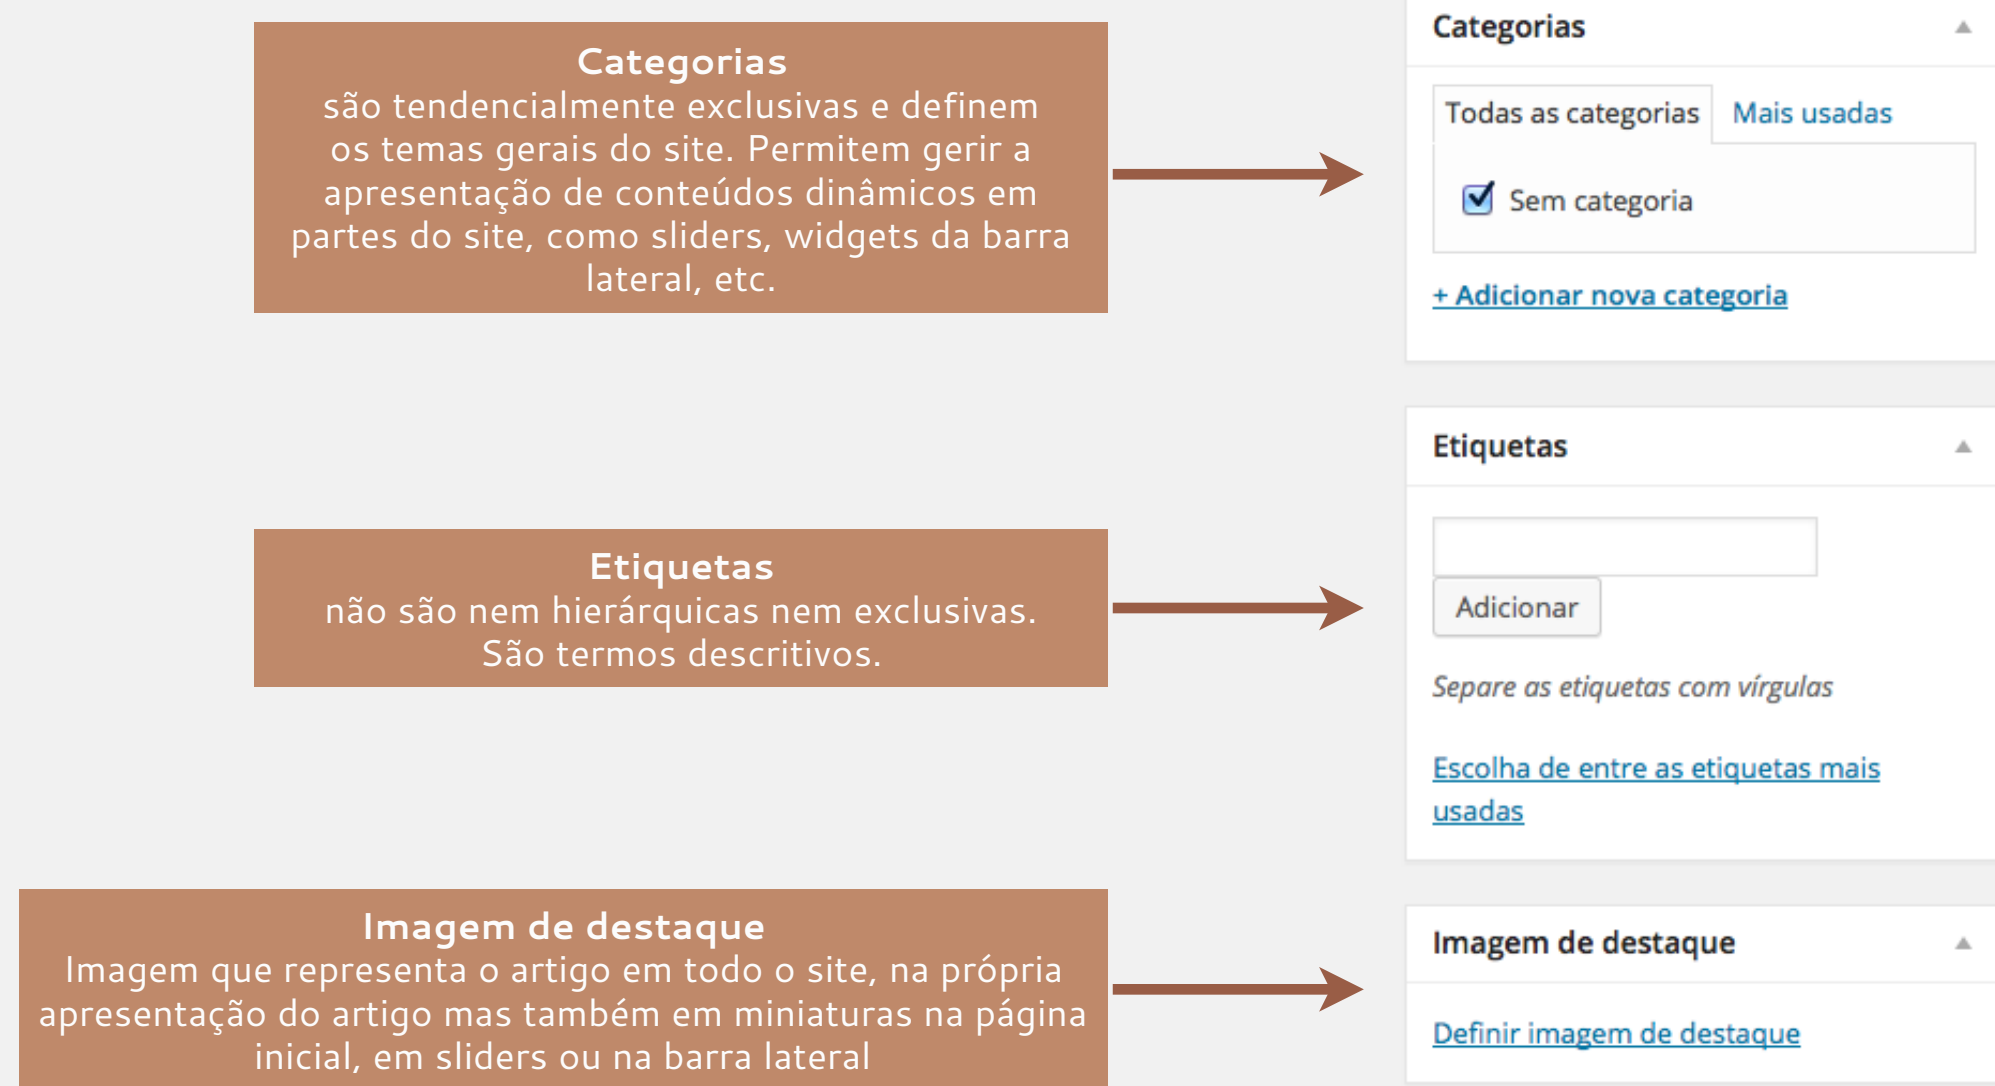 Categorias
são tendencialmente exclusivas e definem
os temas gerais do site. Permitem gerir a
apresentação de conteúdos dinâmicos em
partes do site, como sliders, widgets da barra
lateral, etc.
Categorias
Todas as categorias Mais usadas
Sem categoria
+ Adicionar nova categoria
Etiquetas
não são nem hierárquicas nem exclusivas.
São termos descritivos.
Etiquetas
Adicionar
Separe as etiquetas com vírgulas
Escolha de entre as etiquetas mais
usadas
Imagem de destaque
Imagem que representa o artigo em todo o site, na própria
apresentação do artigo mas também em miniaturas na página
inicial, em sliders ou na barra lateral
Imagem de destaque
Definir imagem de destaque